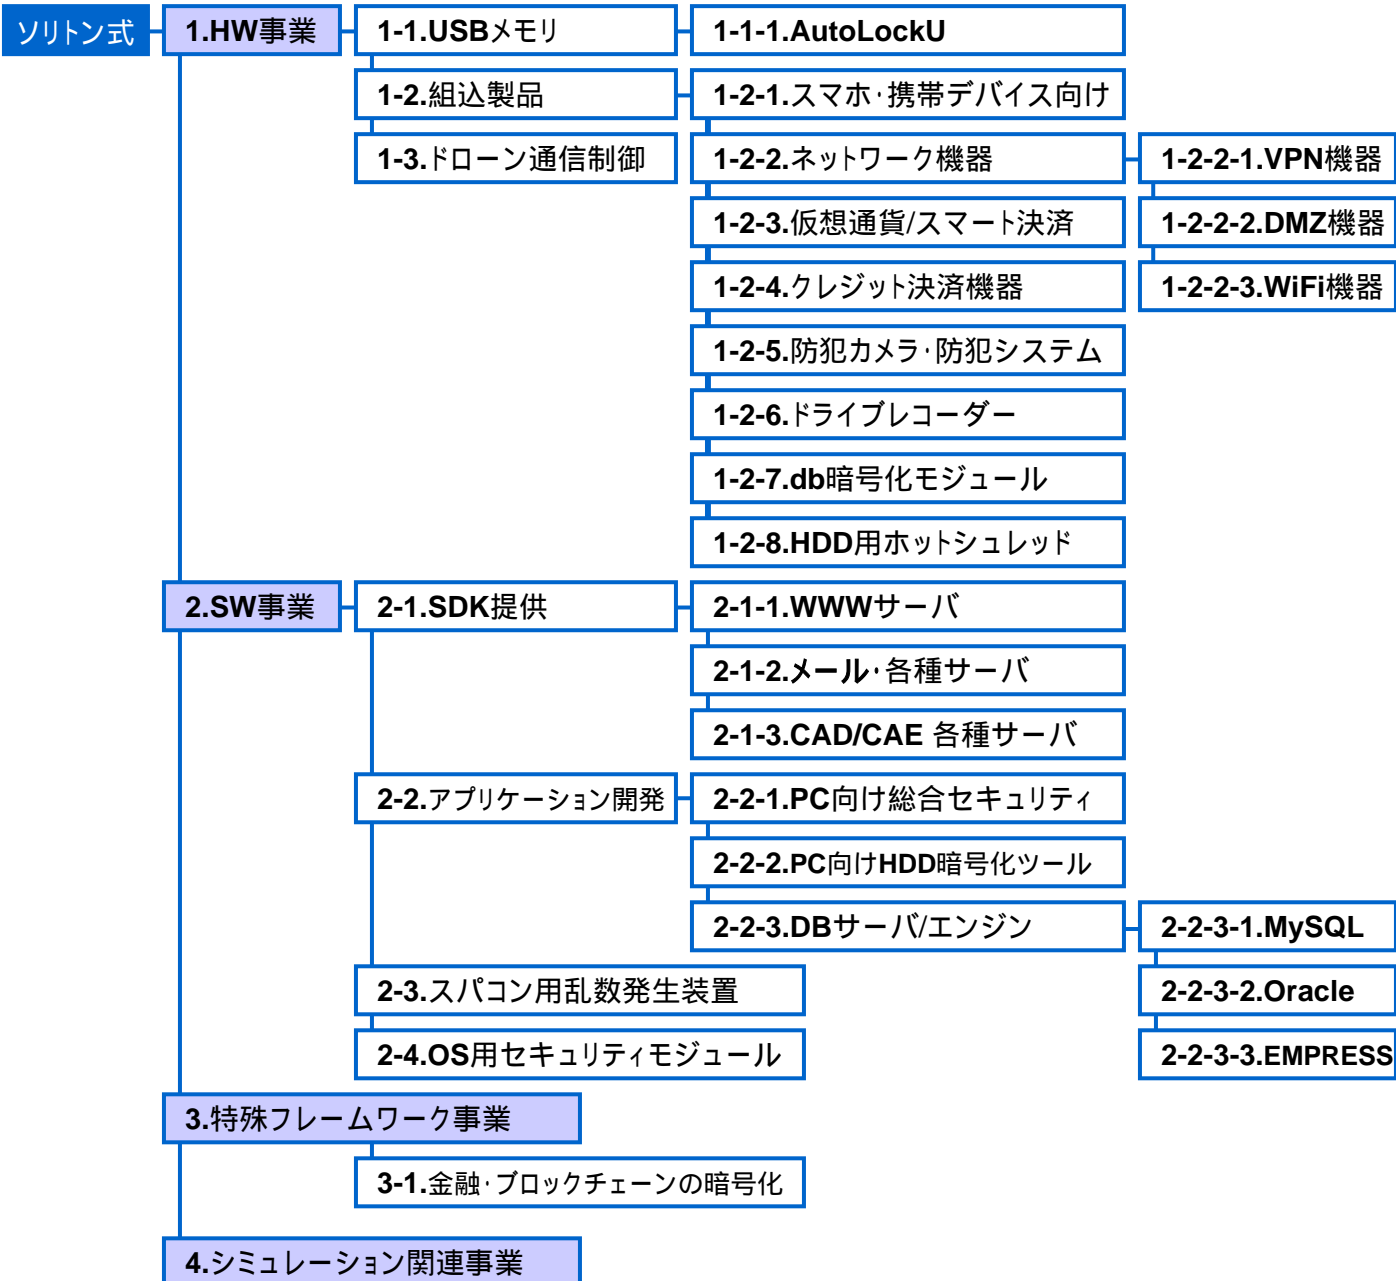 ソリトン式
1.HW事業
1-1.USBメモリ
1-1-1.AutoLockU
1-2.組込製品
1-2-1.スマホ･携帯デバイス向け
1-3.ドローン通信制御
1-2-2.ネットワーク機器
1-2-2-1.VPN機器
1-2-3.仮想通貨/スマート決済
1-2-2-2.DMZ機器
1-2-4.クレジット決済機器
1-2-2-3.WiFi機器
1-2-5.防犯カメラ･防犯システム
1-2-6.ドライブレコーダー
1-2-7.db暗号化モジュール
1-2-8.HDD用ホットシュレッド
2.SW事業
2-1.SDK提供
2-1-1.WWWサーバ
2-1-2.メール･各種サーバ
2-1-3.CAD/CAE 各種サーバ
2-2.アプリケーション開発
2-2-1.PC向け総合セキュリティ
2-2-2.PC向けHDD暗号化ツール
2-2-3.DBサーバ/エンジン
2-2-3-1.MySQL
2-3.スパコン用乱数発生装置
2-2-3-2.Oracle
2-4.OS用セキュリティモジュール
2-2-3-3.EMPRESS
3.特殊フレームワーク事業
3-1.金融･ブロックチェーンの暗号化
4.シミュレーション関連事業